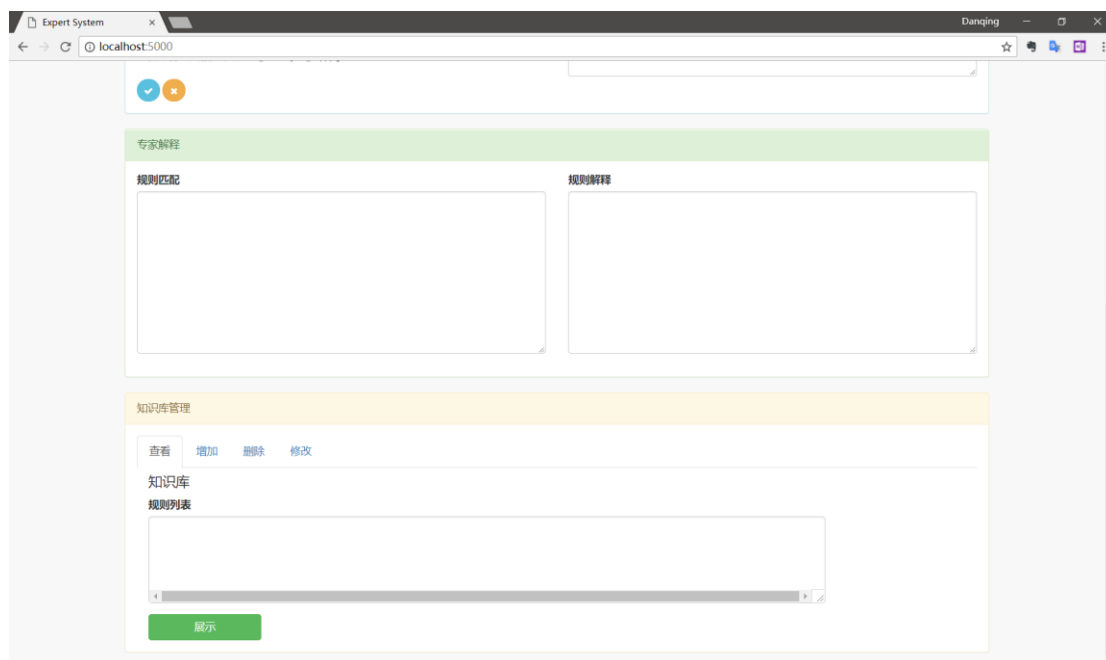 Expert System
Danqing
localhost:5000
专家解释
规则匹配
规则解释
知识库管理
查看 增加 删除 修改
知识库
规则列表
展示